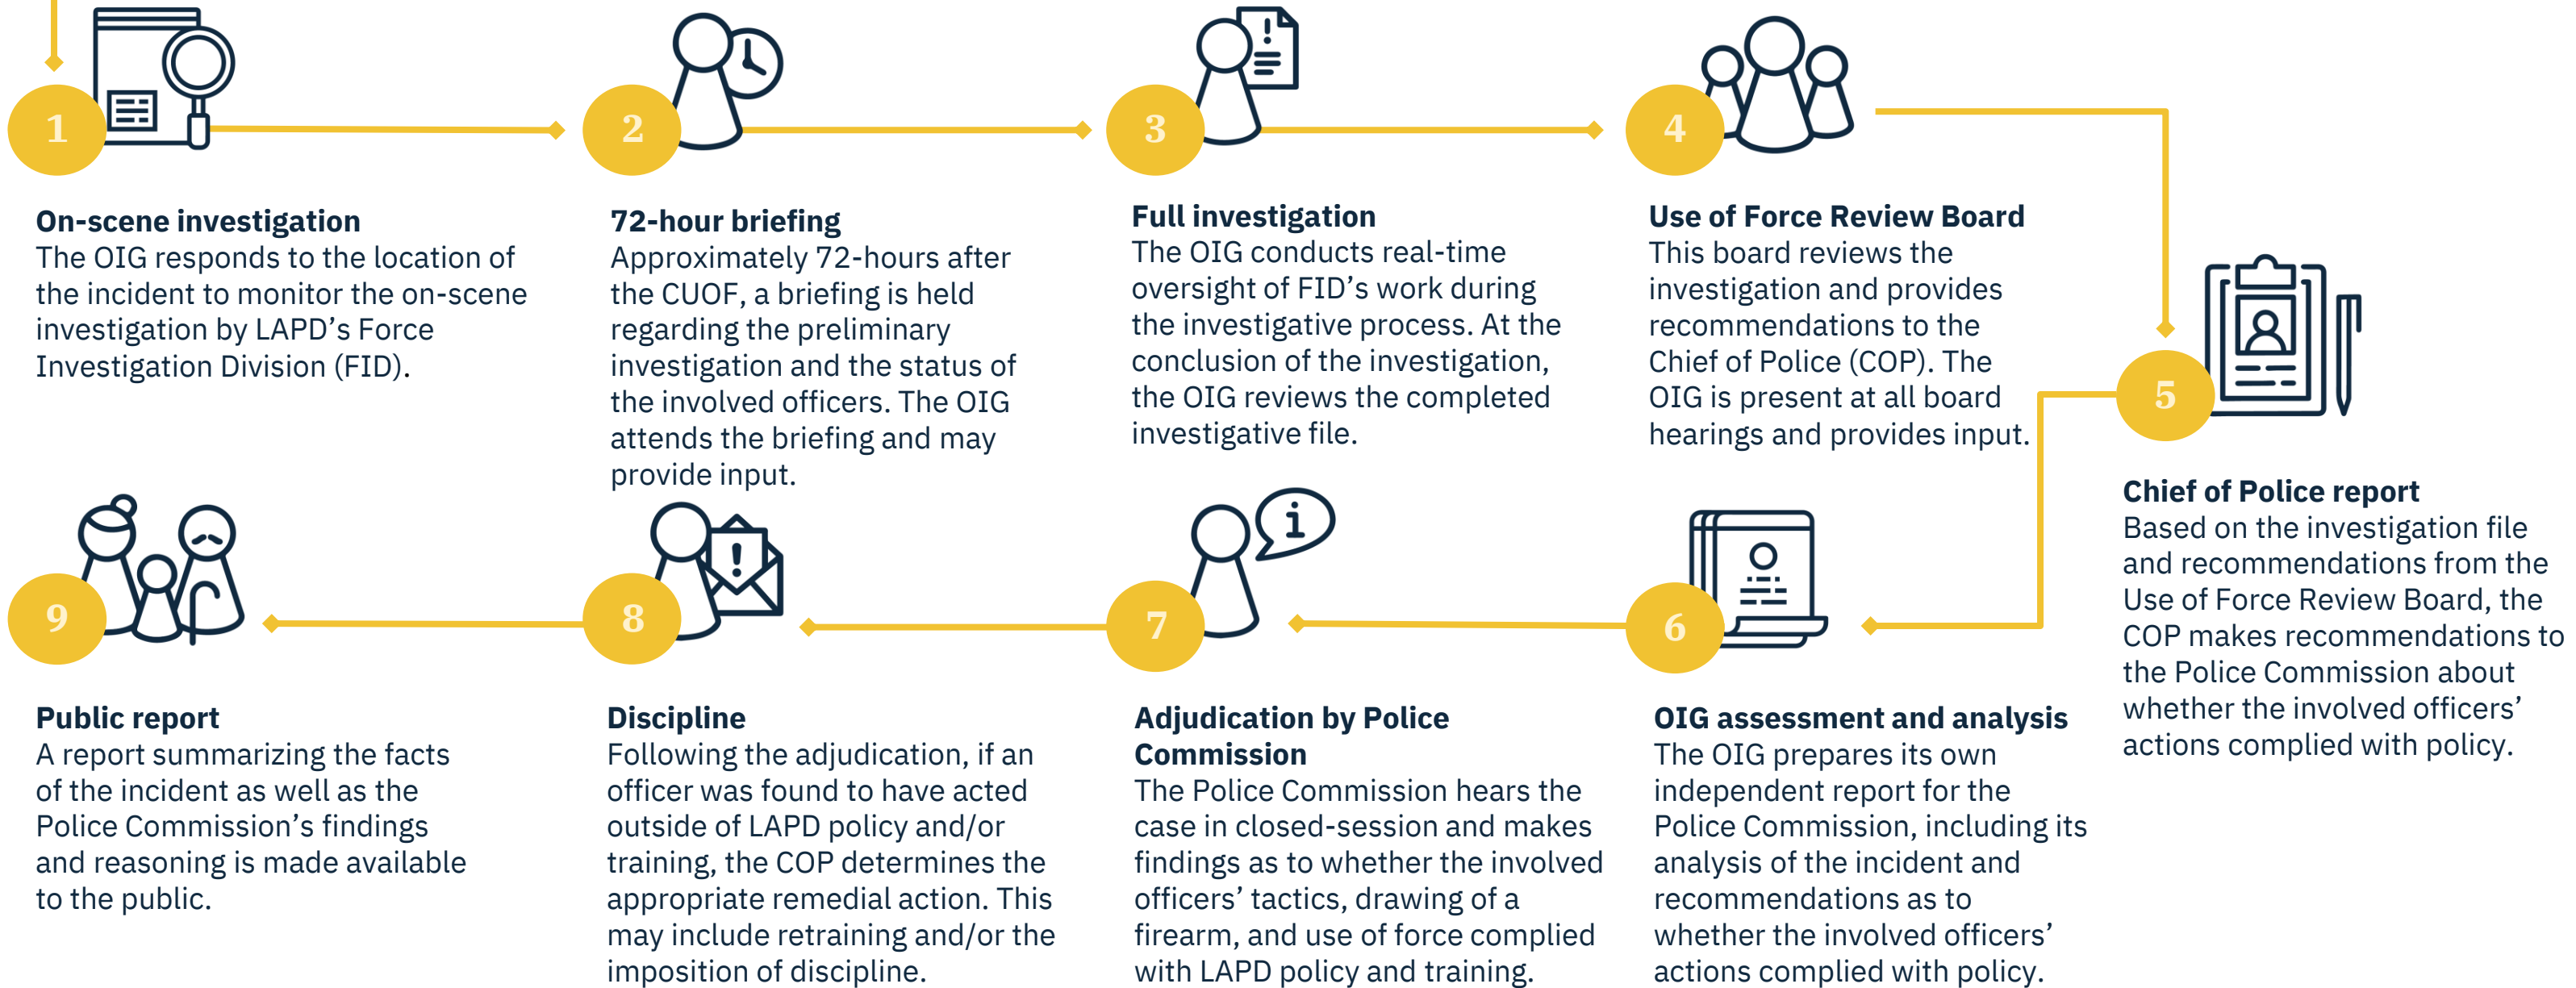 1
On-scene investigation
The OIG responds to the location of
the incident to monitor the on-scene
investigation by LAPD’s Force
Investigation Division (FID).
2
72-hour briefing
Approximately 72-hours after
the CUOF, a briefing is held
regarding the preliminary
investigation and the status of
the involved officers. The OIG
attends the briefing and may
provide input.
3
Full investigation
The OIG conducts real-time
oversight of FID’s work during
the investigative process. At the
conclusion of the investigation,
the OIG reviews the completed
investigative file.
4
Use of Force Review Board
This board reviews the
investigation and provides
recommendations to the
Chief of Police (COP). The
OIG is present at all board
hearings and provides input.
5
Chief of Police report
Based on the investigation file
and recommendations from the
Use of Force Review Board, the
COP makes recommendations to
the Police Commission about
whether the involved officers’
actions complied with policy.
6
OIG assessment and analysis
The OIG prepares its own
independent report for the
Police Commission, including its
analysis of the incident and
recommendations as to
whether the involved officers’
actions complied with policy.
7
i
Adjudication by Police
Commission
The Police Commission hears the
case in closed-session and makes
findings as to whether the involved
officers’ tactics, drawing of a
firearm, and use of force complied
with LAPD policy and training.
8
Discipline
Following the adjudication, if an
officer was found to have acted
outside of LAPD policy and/or
training, the COP determines the
appropriate remedial action. This
may include retraining and/or the
imposition of discipline.
9
Public report
A report summarizing the facts
of the incident as well as the
Police Commission’s findings
and reasoning is made available
to the public.